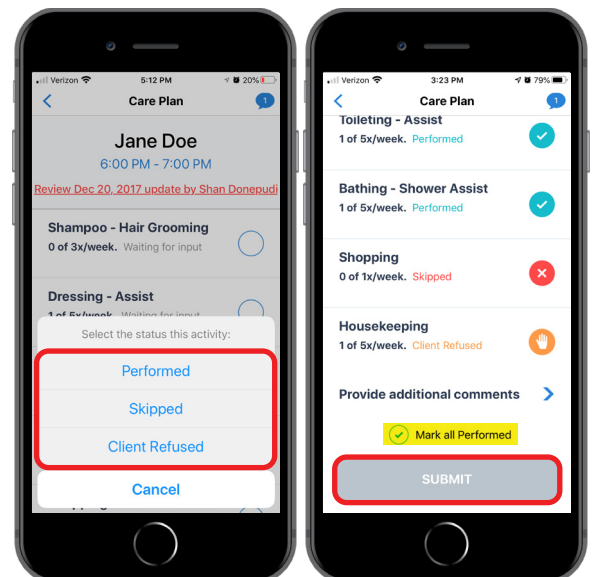 Verizon 5:12 PM 20%
Care Plan 1
Jane Doe
6:00 PM - 7:00 PM
Review Dec 20, 2017 update by Shan Donepudi
Shampoo - Hair Grooming
0 of 3x/week. Waiting for input
Dressing - Assist
1 of 5x/week. Waiting for input
Select the status this activity:
Performed
Skipped
Client Refused
Cancel
Verizon 3:23 PM 79%
Care Plan 1
Toileting - Assist
1 of 5x/week. Performed
Bathing - Shower Assist
1 of 5x/week. Performed
Shopping
0 of 1x/week. Skipped
Housekeeping
1 of 5x/week. Client Refused
Provide additional comments
Mark all Performed
SUBMIT